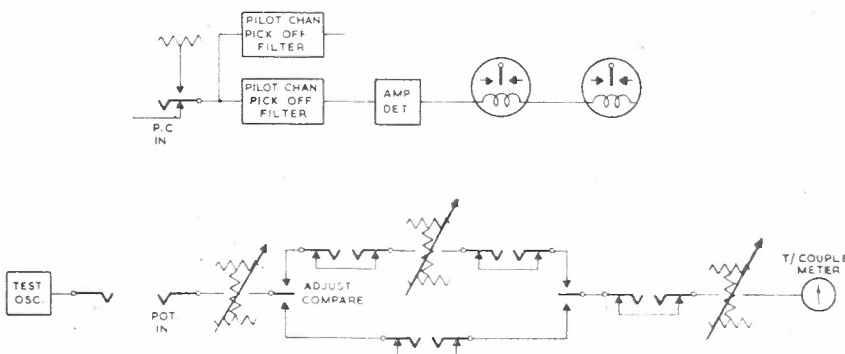 PILOT CHAN
PICK OFF
FILTER
PILOT CHAN
PICK OFF
FILTER
AMP
DET
P.C
IN
TEST
OSC.
POT.
IN
ADJUST
COMPARE
T/COUPLE
METER